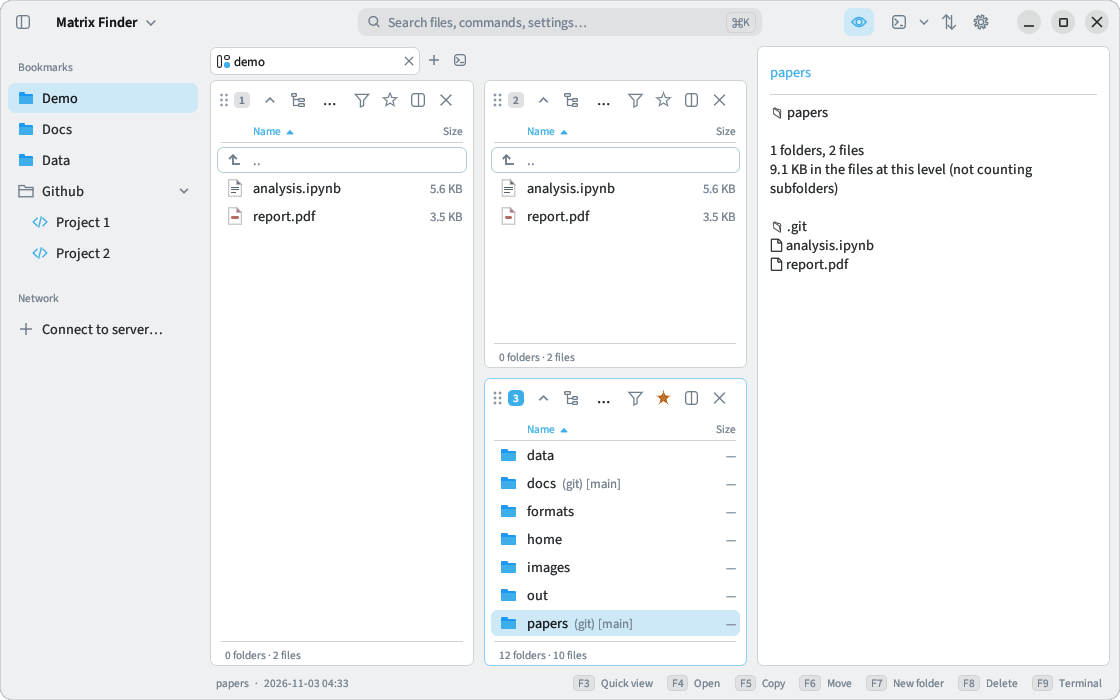 Matrix Finder
Search files, commands, settings…
⌘K
Bookmarks
Demo
Docs
Data
Github
Project 1
Project 2
Network
Connect to server…
demo
1
...
Name
Size
..
analysis.ipynb
5.6 KB
report.pdf
3.5 KB
0 folders · 2 files
2
...
Name
Size
..
analysis.ipynb
5.6 KB
report.pdf
3.5 KB
0 folders · 2 files
3
...
Name
Size
data
—
docs (git) [main]
—
formats
—
home
—
images
—
out
—
papers (git) [main]
—
12 folders · 10 files
papers
papers
1 folders, 2 files
9.1 KB in the files at this level (not counting
subfolders)
.git
analysis.ipynb
report.pdf
papers · 2026-11-03 04:33
F3 Quick view
F4 Open
F5 Copy
F6 Move
F7 New folder
F8 Delete
F9 Terminal